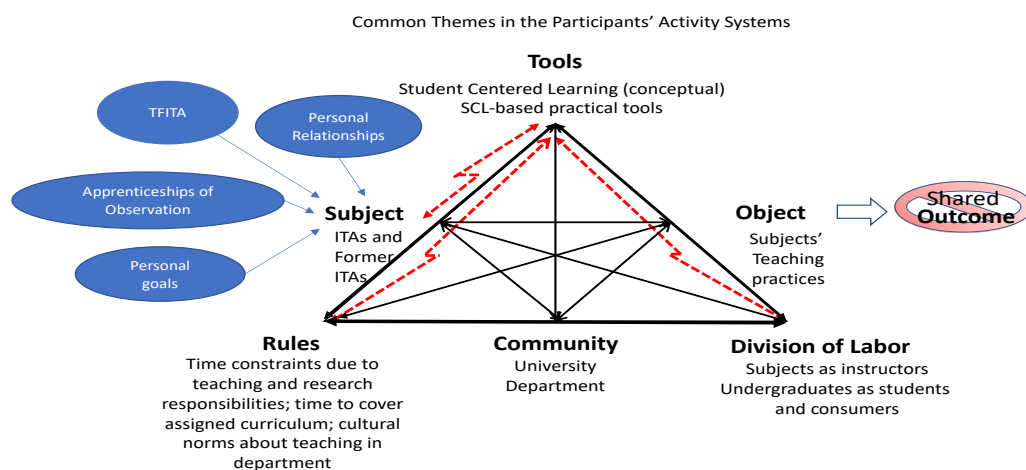 Common Themes in the Participants’ Activity Systems
Tools
Student Centered Learning (conceptual)
SCL-based practical tools
TFITA
Personal
Relationships
Apprenticeships of
Observation
Personal
goals
Subject
ITAs and
Former
ITAs
Object
Subjects’
Teaching
practices
Shared
Outcome
Rules
Time constraints due to
teaching and research
responsibilities; time to cover
assigned curriculum; cultural
norms about teaching in
department
Community
University
Department
Division of Labor
Subjects as instructors
Undergraduates as students
and consumers